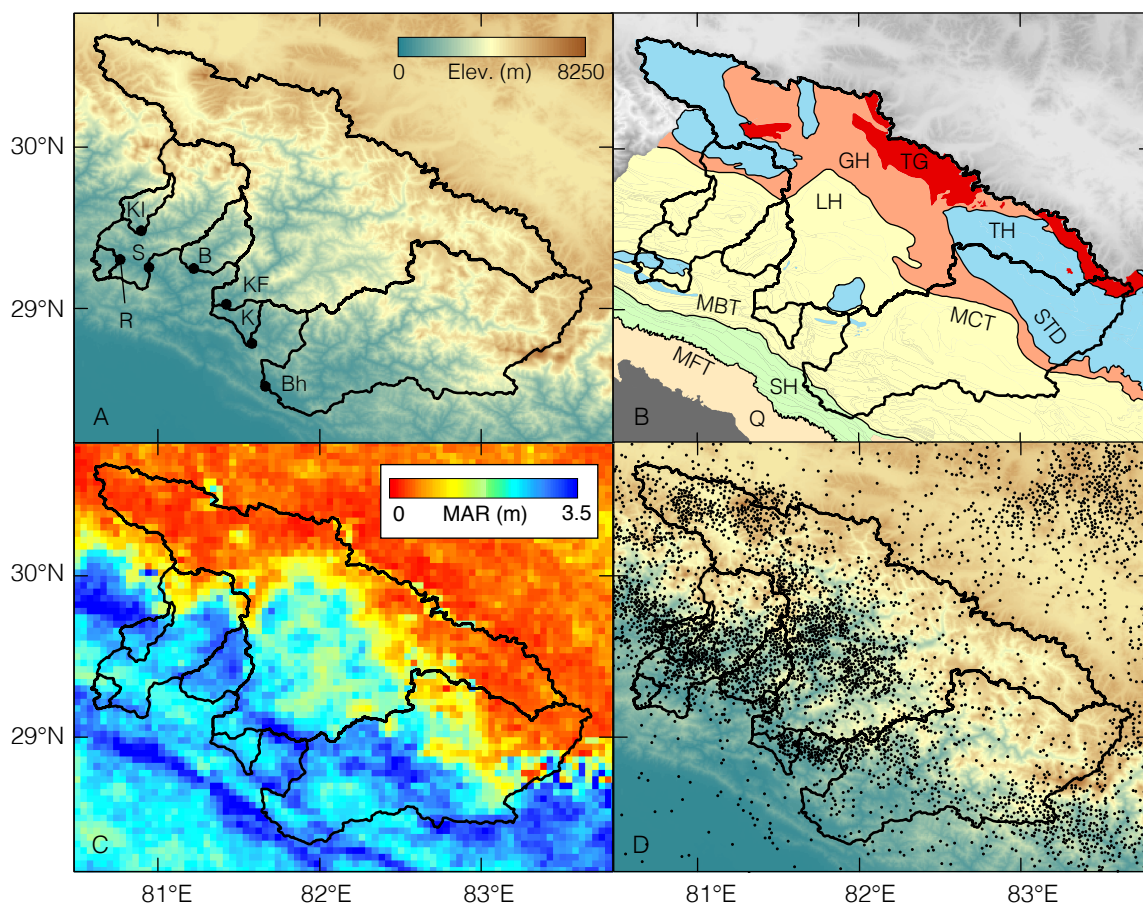 0 8250
Elev. (m)
30°N
29°N
KI
S
B
KF
K
R
Bh
A
GH
TG
LH
TH
MBT
MCT
STD
MFT
SH
Q
B
0 3.5
MAR (m)
30°N
29°N
C
D
81°E 82°E 83°E 81°E 82°E 83°E